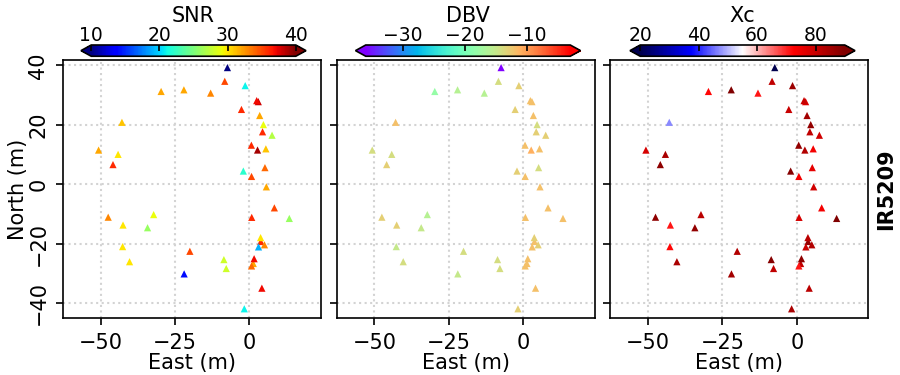 SNR DBV Xc
10 20 30 40 −30 −20 −10 20 40 60 80
North (m)
40
20
0
−20
−40
IR5209
−50 −25 0 −50 −25 0 −50 −25 0
East (m) East (m) East (m)